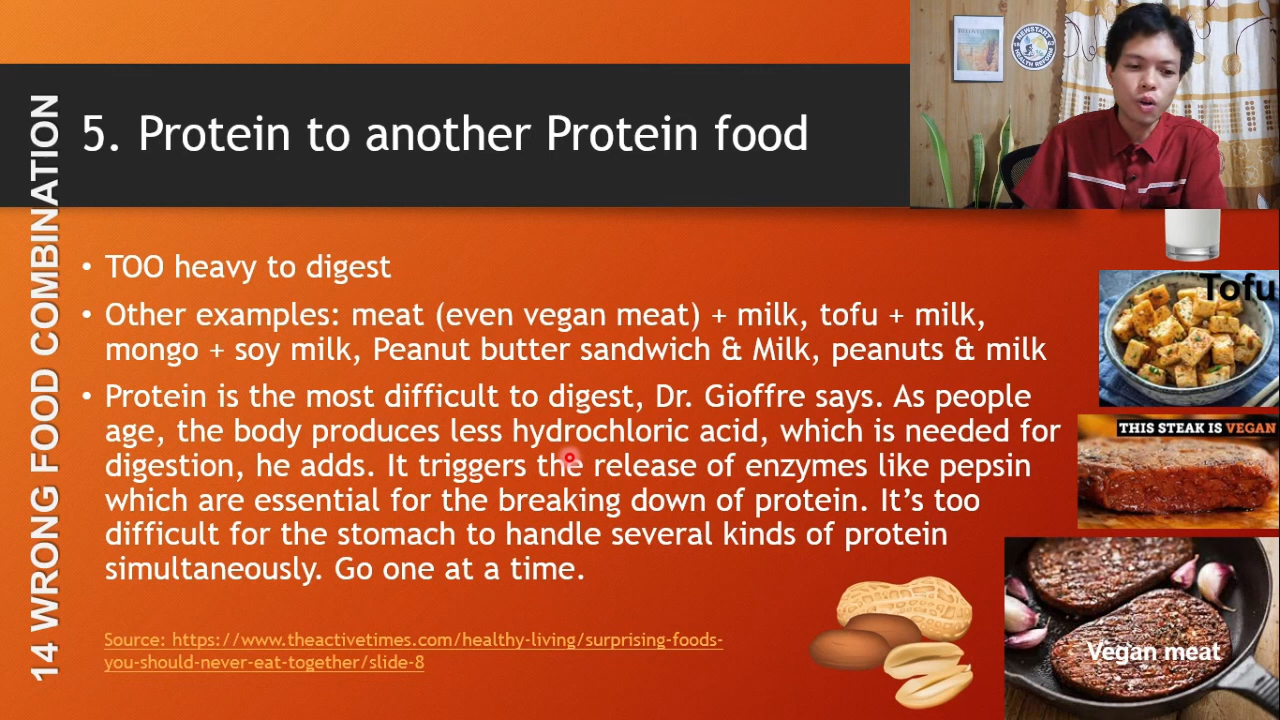 14 WRONG FOOD COMBINATION
5. Protein to another Protein food
NEWSTART
HEALTH REFORM
• TOO heavy to digest
• Other examples: meat (even vegan meat) + milk, tofu + milk,
mongo + soy milk, Peanut butter sandwich & Milk, peanuts & milk
• Protein is the most difficult to digest, Dr. Gioffre says. As people
age, the body produces less hydrochloric acid, which is needed for
digestion, he adds. It triggers the release of enzymes like pepsin
which are essential for the breaking down of protein. It’s too
difficult for the stomach to handle several kinds of protein
simultaneously. Go one at a time.
Source: https://www.theactivetimes.com/healthy-living/surprising-foods-
you-should-never-eat-together/slide-8
Tofu
THIS STEAK IS VEGAN
Vegan meat